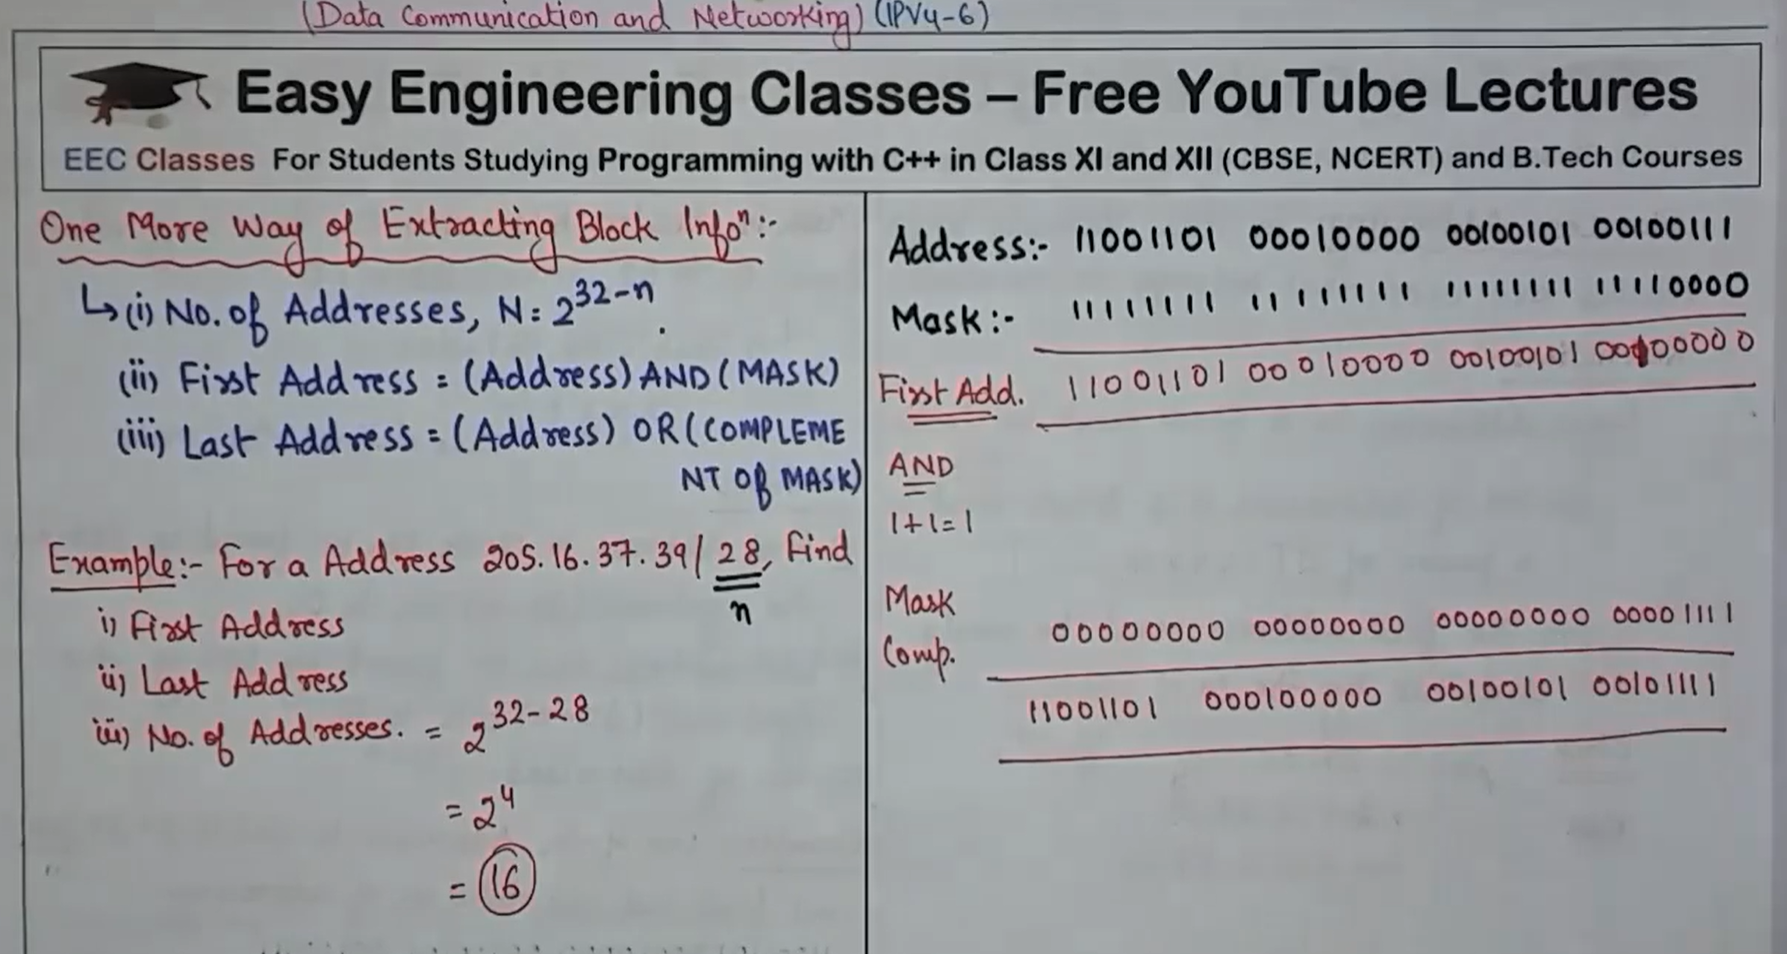 (Data Communication and Networking) (IPV4-6)
Easy Engineering Classes – Free YouTube Lectures
EEC Classes For Students Studying Programming with C++ in Class XI and XII (CBSE, NCERT) and B.Tech Courses
One More Way of Extracting Block Infoⁿ:-
↳ (i) No. of Addresses, N = 2^32-n.
(ii) First Address = (Address) AND (MASK)
(iii) Last Address = (Address) OR (COMPLEME
NT Of MASK)
Example:- For a Address 205.16.37.39/28, Find
n
i) First Address
ii) Last Address
iii) No. of Addresses. = 2^32-28
= 2^4
= 16
Address:- 11001101 00010000 00100101 00100111
Mask:- 11111111 11111111 11111111 11110000
First Add. 11001101 00010000 00100101 00100000
AND
1+1=1
Mask
Comp. 00000000 00000000 00000000 00001111
11001101 000100000 00100101 00101111